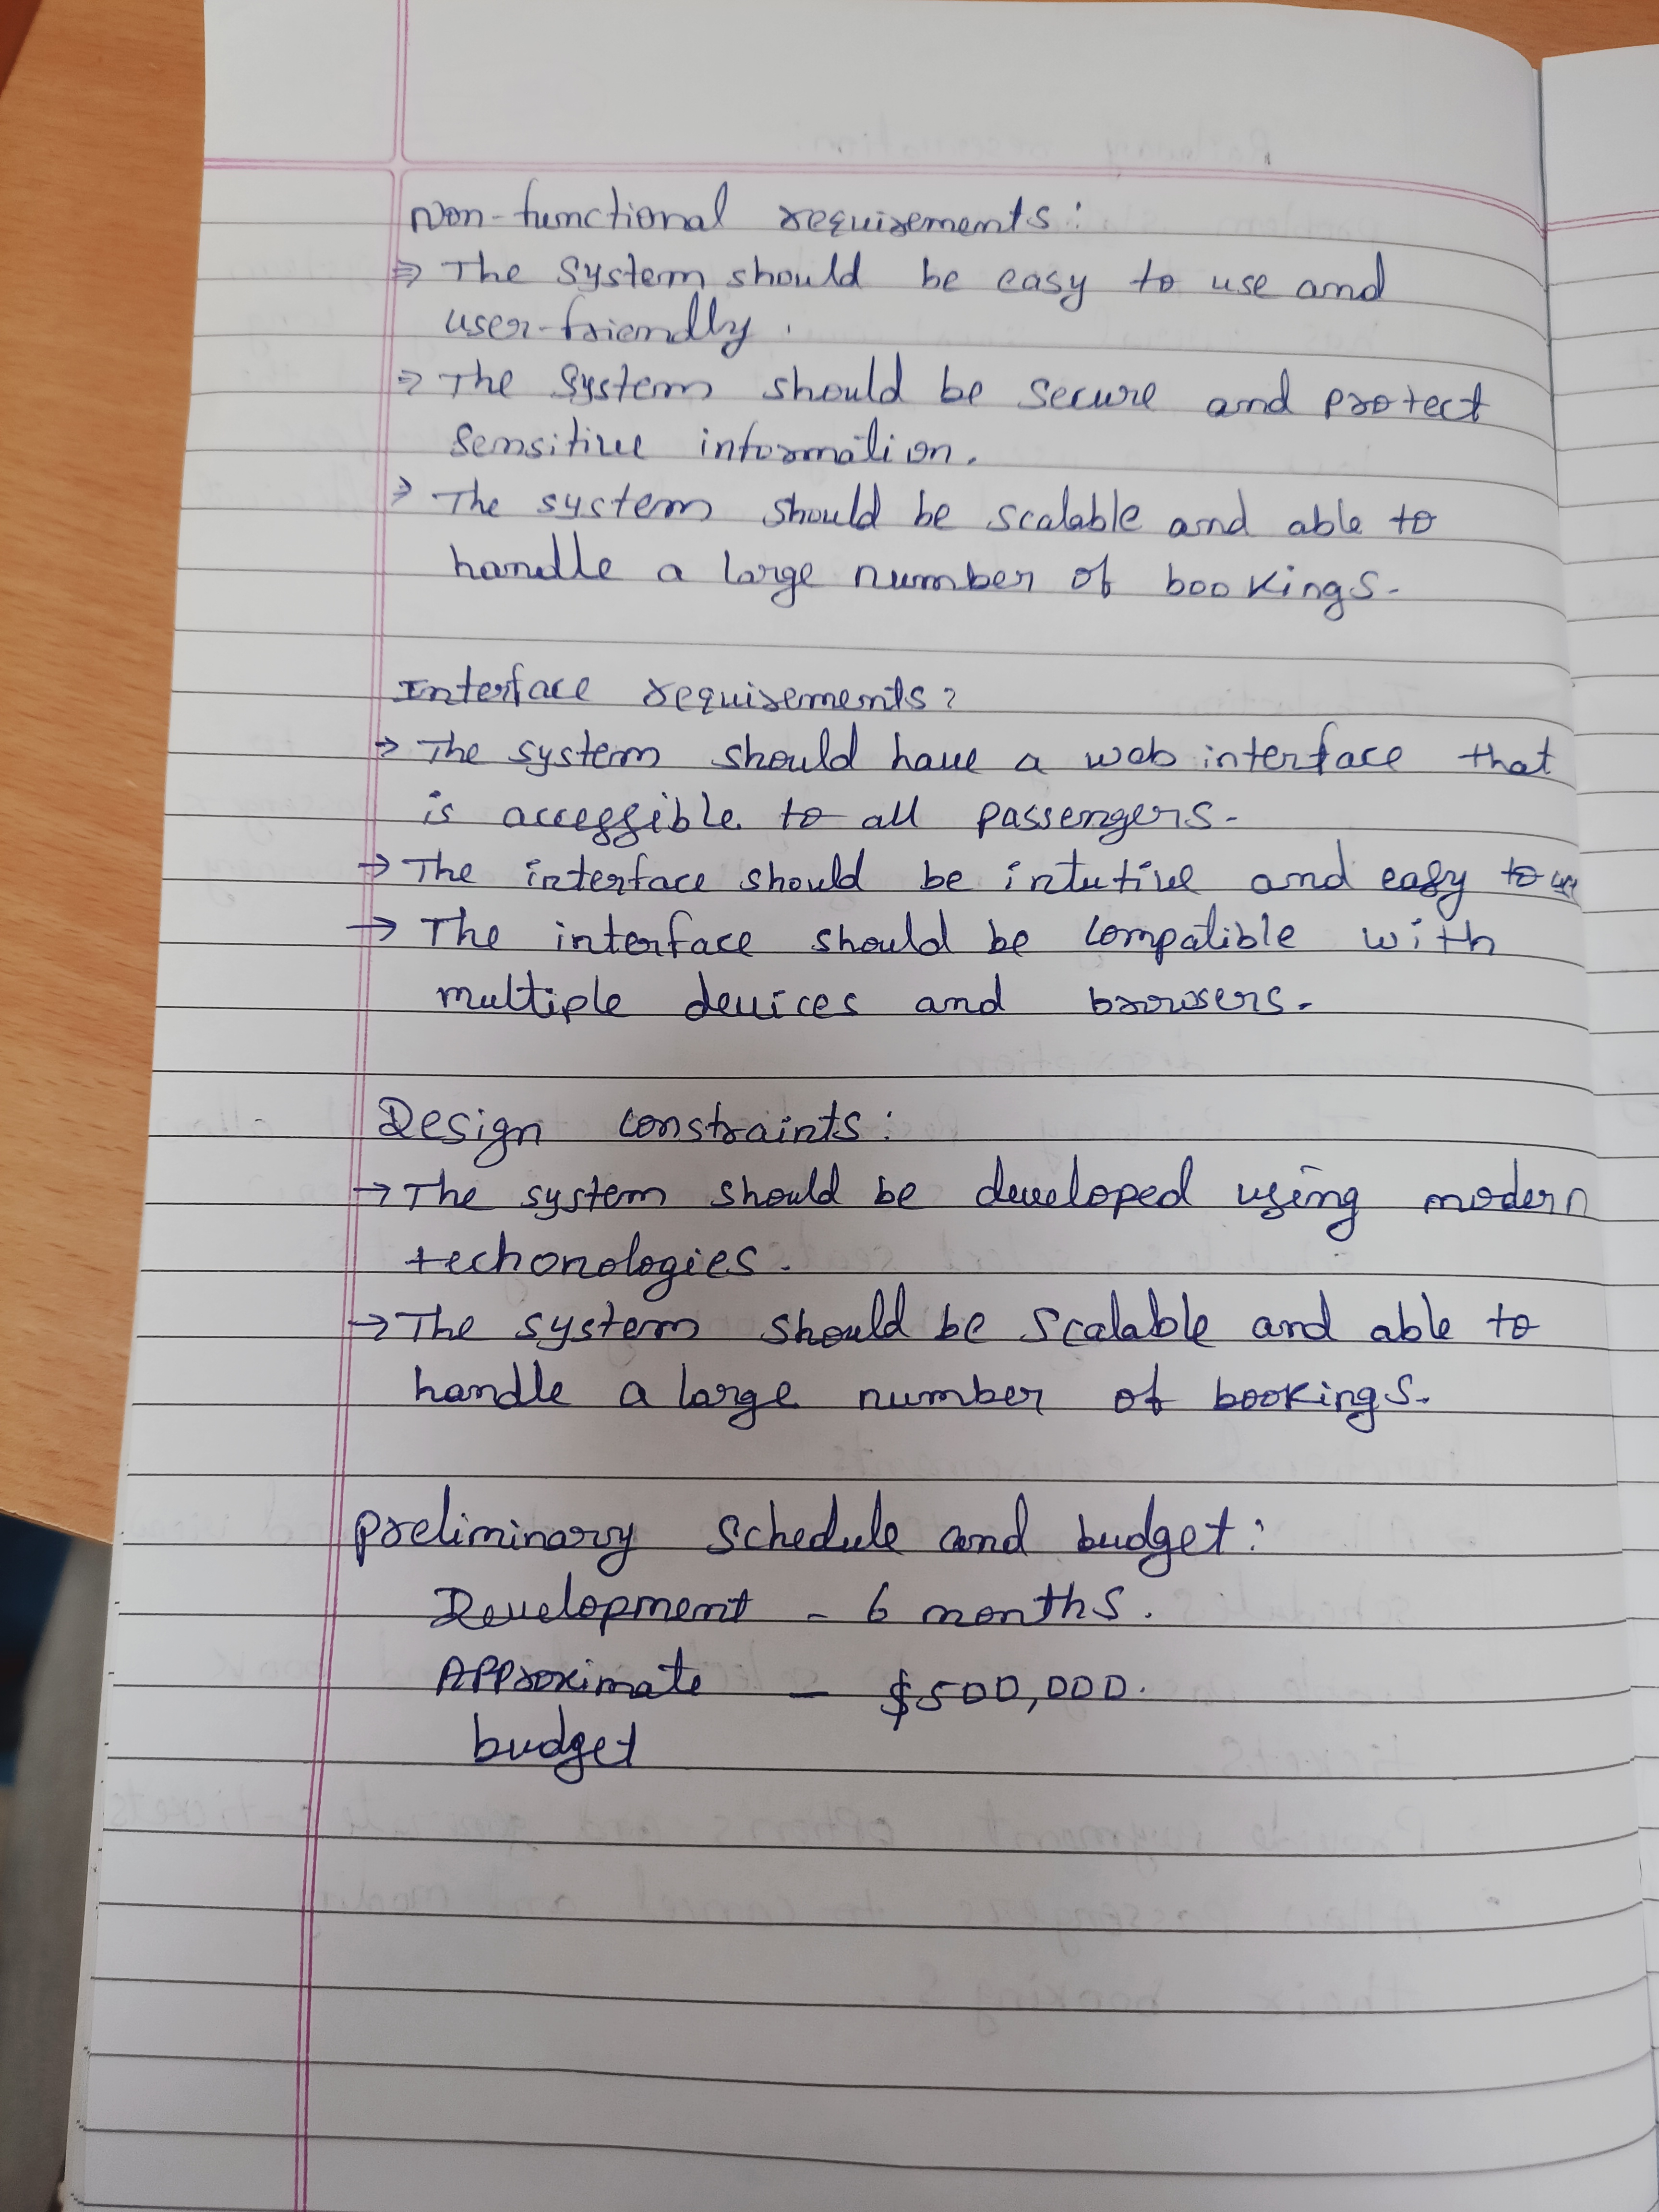 Non-functional requirements:
⇒ The System should be easy to use and
user-friendly.
⇒ The System should be secure and protect
sensitive information.
⇒ The system should be scalable and able to
handle a large number of bookings.
Interface requirements:
→ The system should have a web interface that
is accessible to all passengers.
→ The interface should be intutive and easy to use
→ The interface should be compatible with
multiple devices and browsers.
Design constraints:
→ The system should be developed using modern
techonologies.
→ The system should be scalable and able to
handle a large number of bookings.
Preliminary Schedule and budget:
Development - 6 months.
Approximate - $500,000.
budget